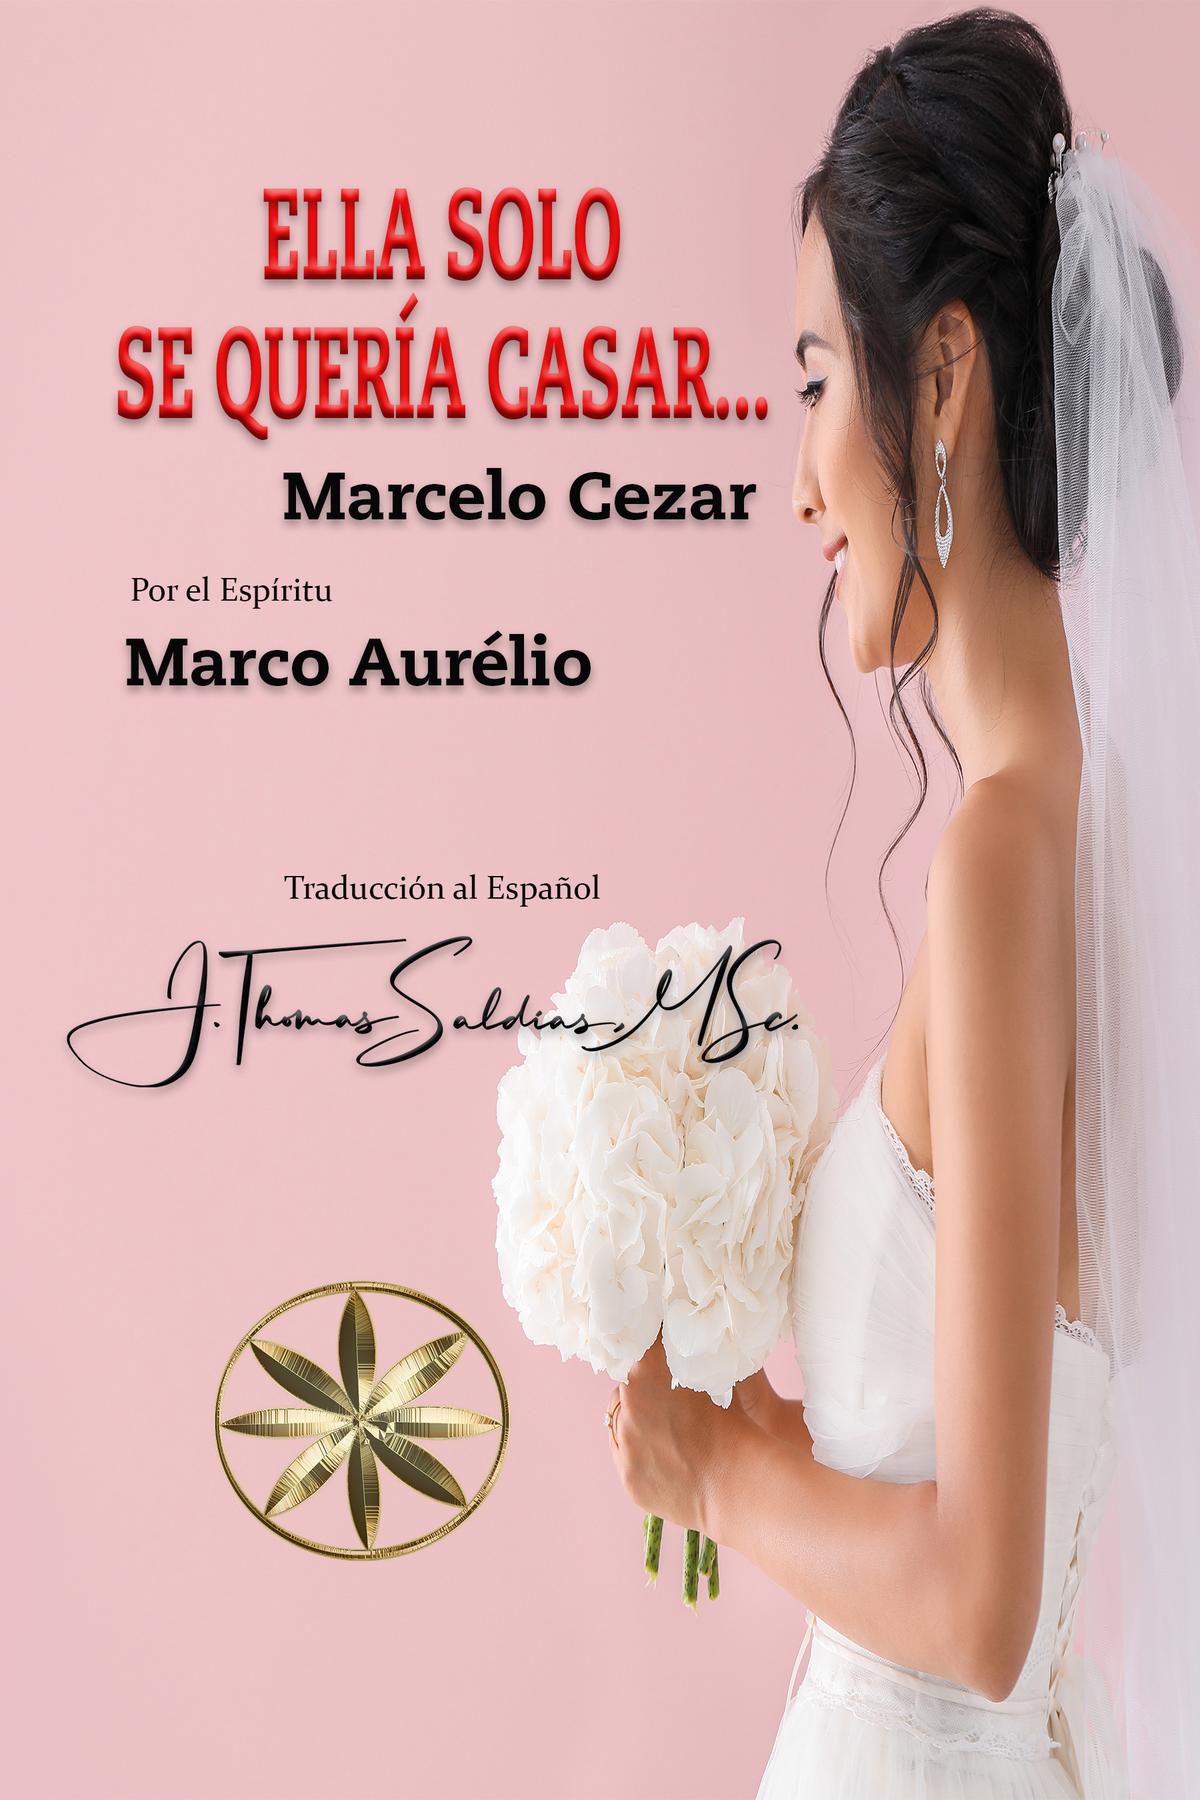 ELLA SOLO
SE QUERÍA CASAR...
Marcelo Cezar
Por el Espíritu
Marco Aurélio
Traducción al Español
J. Thomas Saldias, MSc.